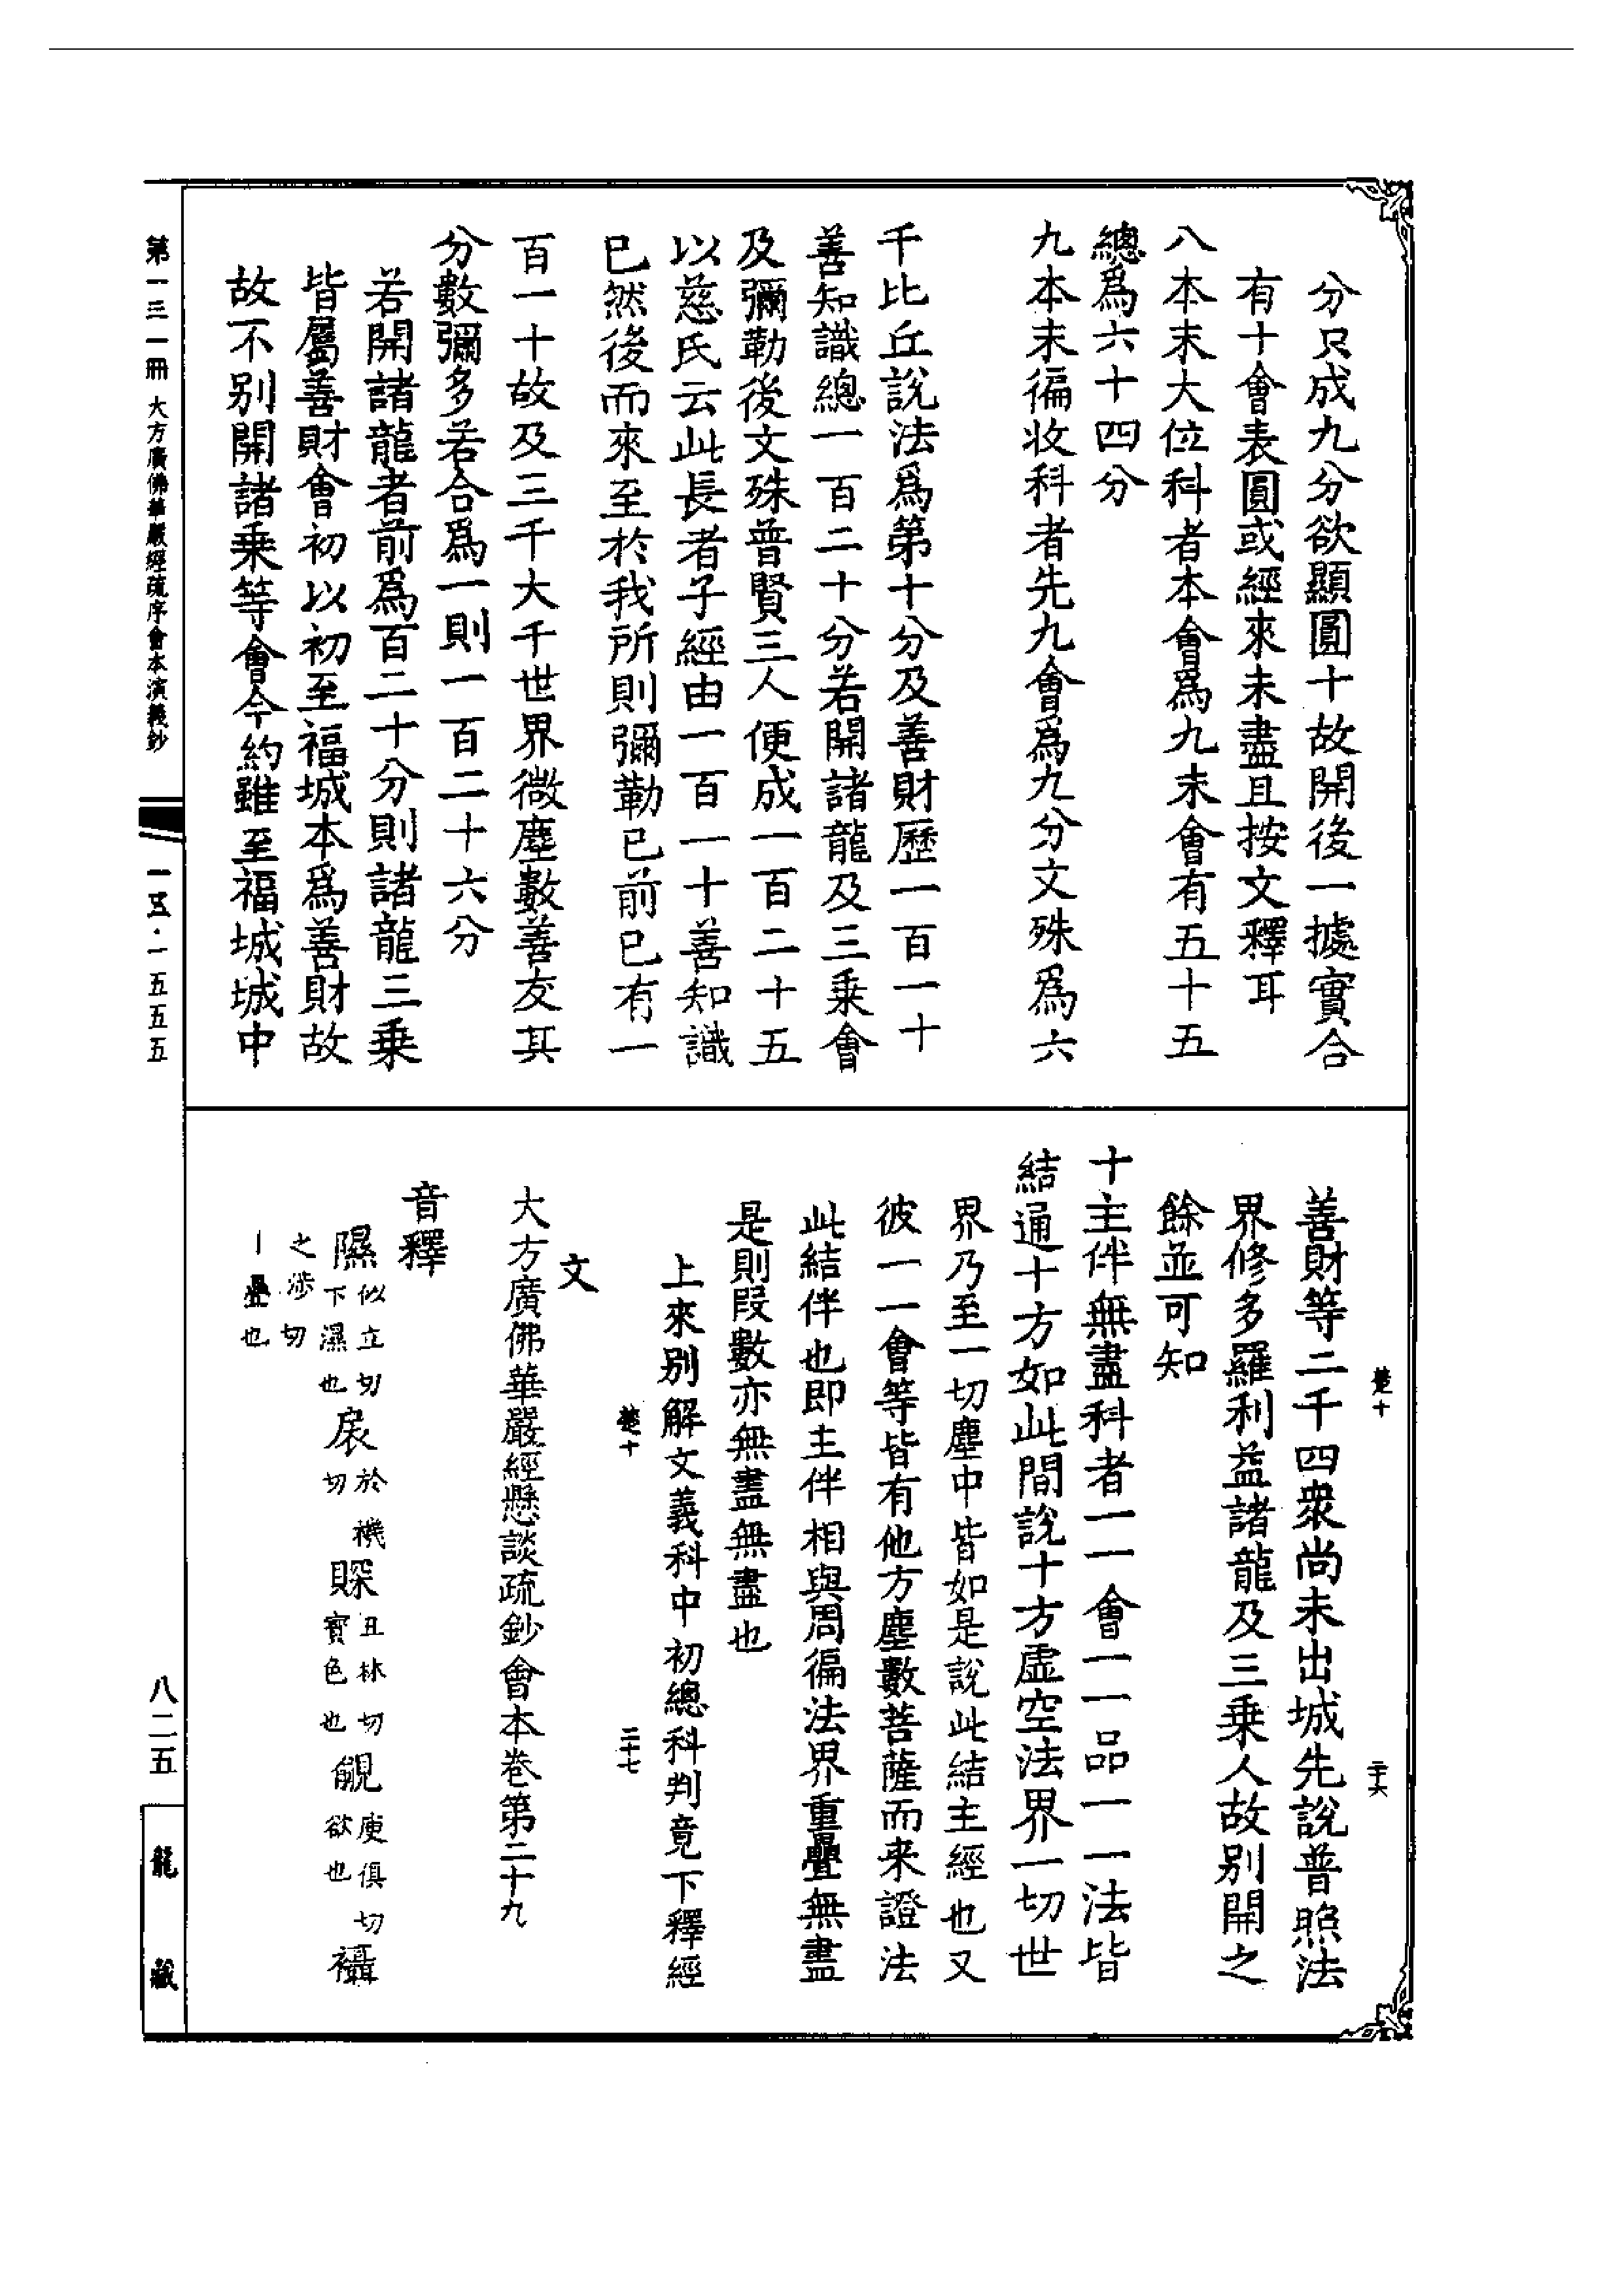 分只成九分欲顯圓十故開後一據實合
有十會表圓或經來未盡且按文釋耳
八本末大位科者本會爲九末會有五十五
總爲六十四分
九本末徧收科者先九會爲九分文殊爲六
千比丘說法爲第十分及善財歷一百一十
善知識總一百二十分若開諸龍及三乗會
及彌勒後文殊普賢三人便成一百二十五
以慈氏云此長者子經由一百一十善知識
已然後而來至於我所則彌勒已前已有一
百一十故及三千大千世界微塵數善友其
分數彌多若合爲一則一百二十六分
若開諸龍者前爲百二十分則諸龍三乗
皆屬善財會初以初至福城本爲善財故
故不別開諸乗等會今約雖至福城城中
善財等二千四衆尚未出城先說普照法
界修多羅利益諸龍及三乗人故別開之
餘並可知
十主伴無盡科者一一會一一品一一法皆
結通十方如此間說十方虛空法界一切世
界乃至一切塵中皆如是說此結主經也又
彼一一會等皆有他方塵數菩薩而來證法
此結伴也即主伴相與周徧法界重疊無盡
是則段數亦無盡無盡也
上來別解文義科中初總科判竟下釋經
文
大方廣佛華嚴經懸談疏鈔會本卷第二十九
音釋
隰似立切下濕也扆於機切賝丑林切寳色也覦庾俱切欲也襵
之涉切
丨疊也
楚十
二十六
楚十
二十七
第一三一冊 大方廣佛華嚴經疏序會本演義鈔
一五五五
八二五
龍藏